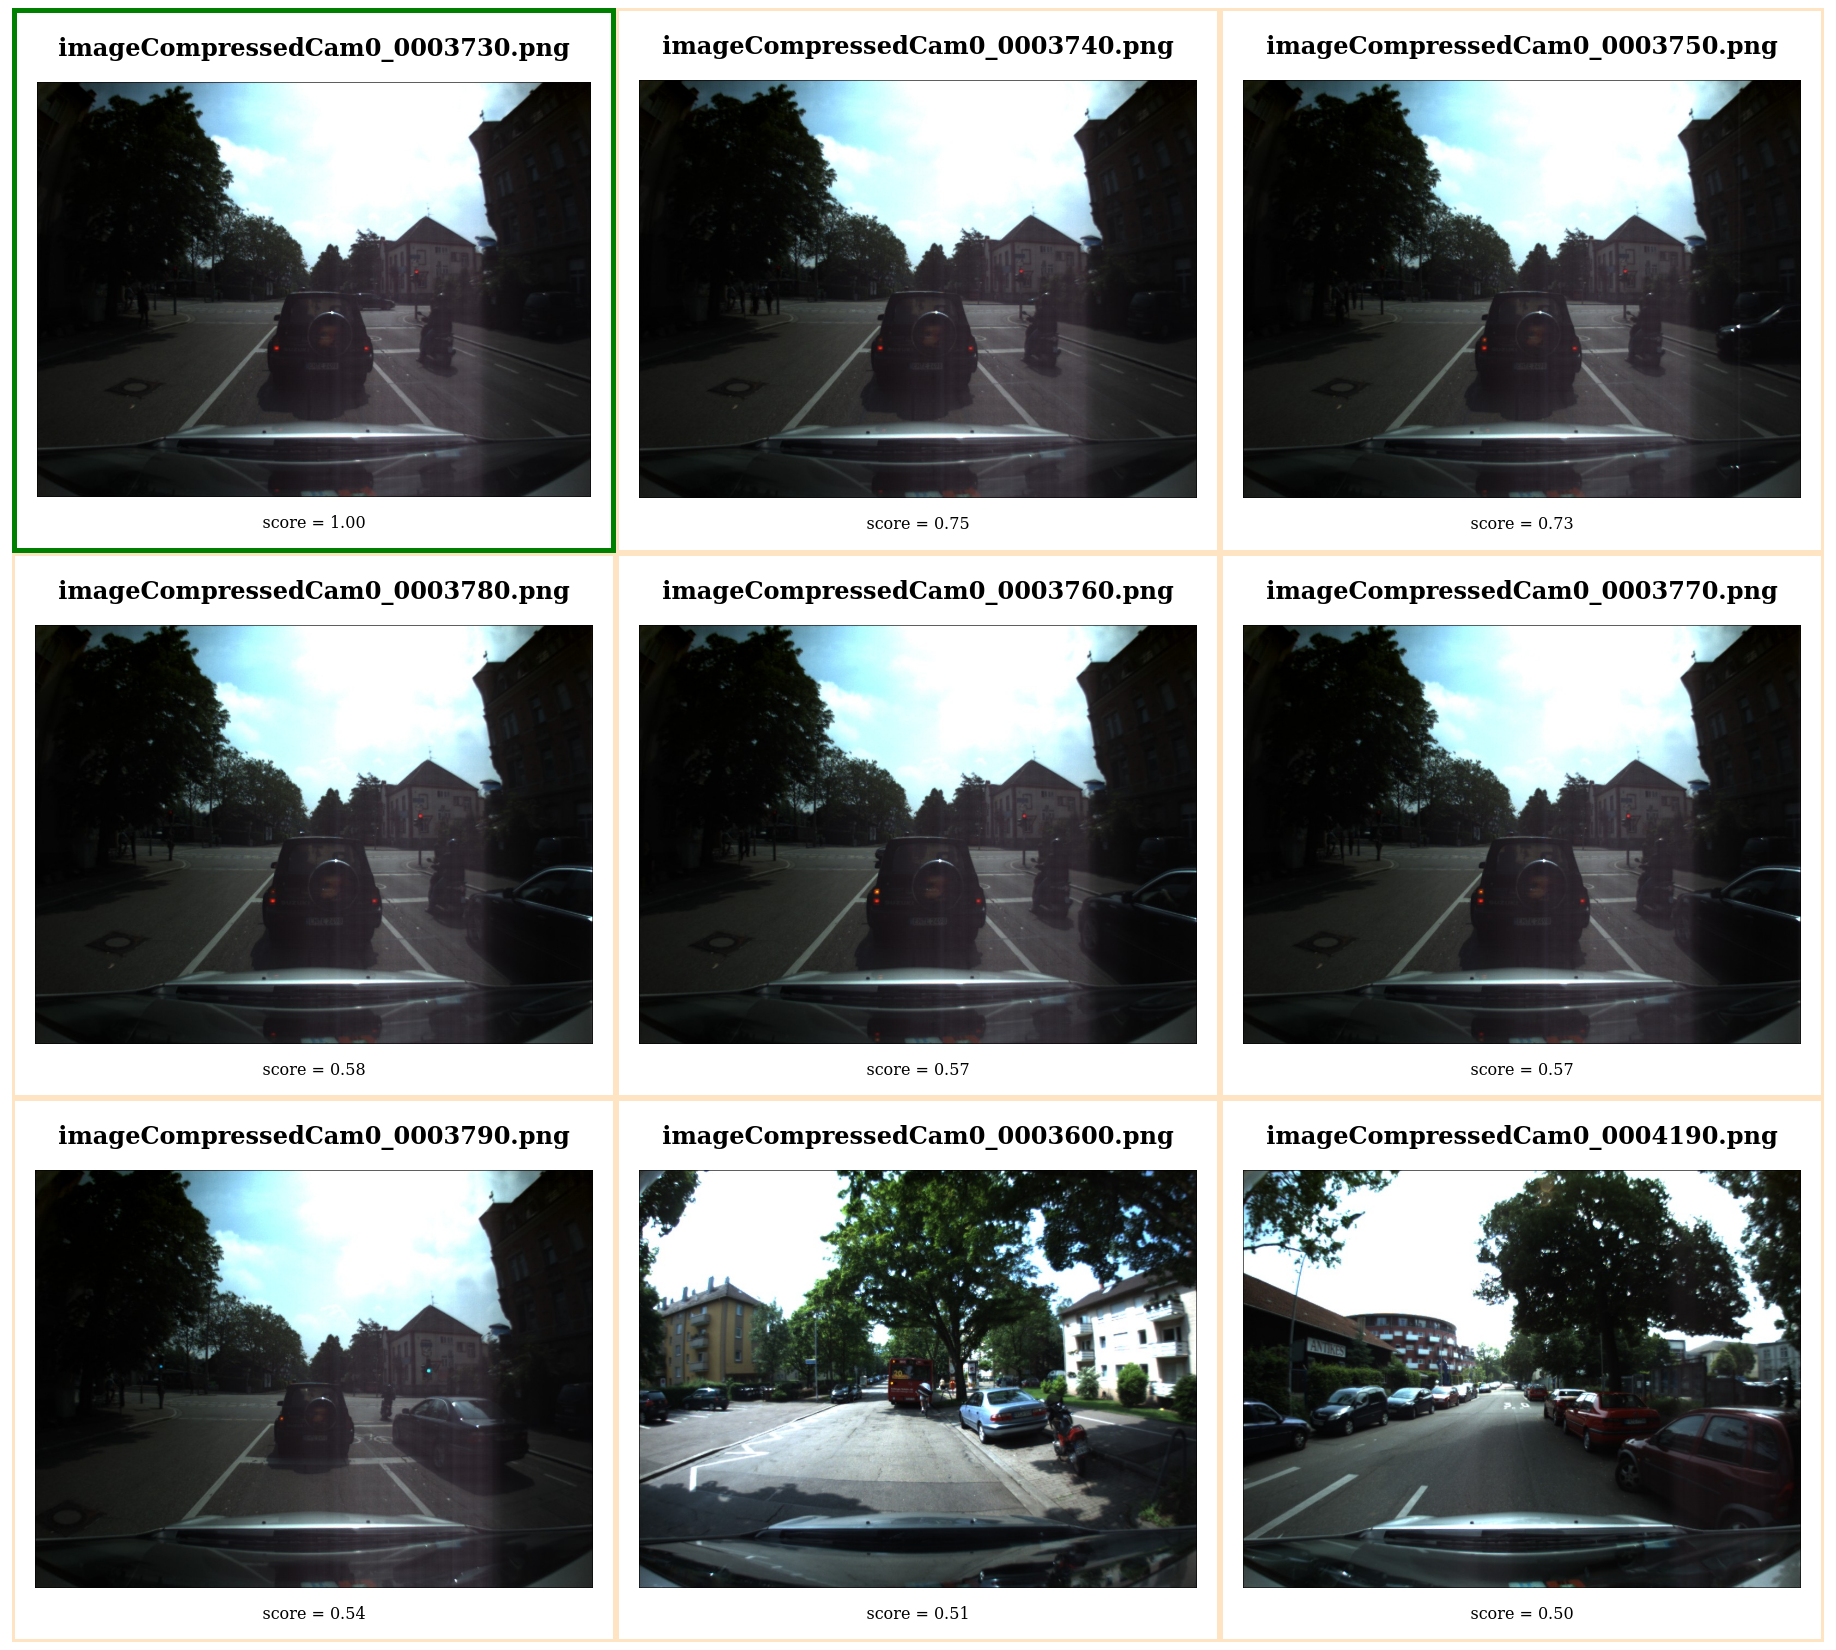 imageCompressedCam0_0003730.png
imageCompressedCam0_0003740.png
imageCompressedCam0_0003750.png
score = 1.00
score = 0.75
score = 0.73
imageCompressedCam0_0003780.png
imageCompressedCam0_0003760.png
imageCompressedCam0_0003770.png
score = 0.58
score = 0.57
score = 0.57
imageCompressedCam0_0003790.png
imageCompressedCam0_0003600.png
imageCompressedCam0_0004190.png
ANTIKES
score = 0.54
score = 0.51
score = 0.50